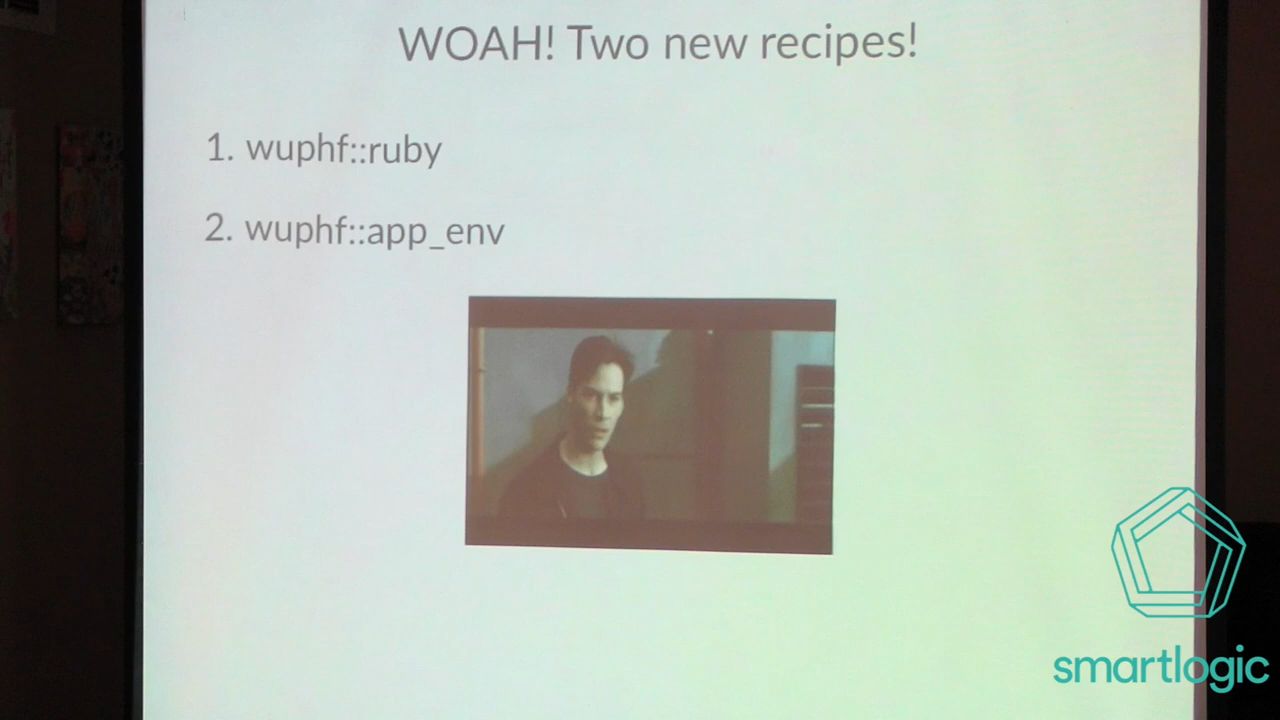 WOAH! Two new recipes!
1. wuphf::ruby
2. wuphf::app_env
smartlogic